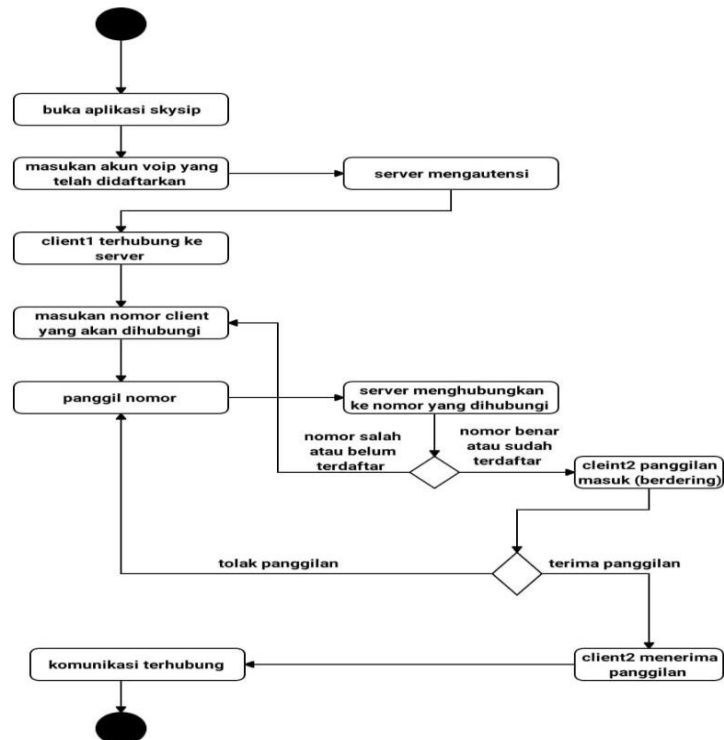 buka aplikasi skysip
masukan akun voip yang
telah didaftarkan
server mengautensi
client1 terhubung ke
server
masukan nomor client
yang akan dihubungi
panggil nomor
server menghubungkan
ke nomor yang dihubungi
nomor salah
atau belum
terdaftar
nomor benar
atau sudah
terdaftar
cleint2 panggilan
masuk (berdering)
tolak panggilan
terima panggilan
client2 menerima
panggilan
komunikasi terhubung